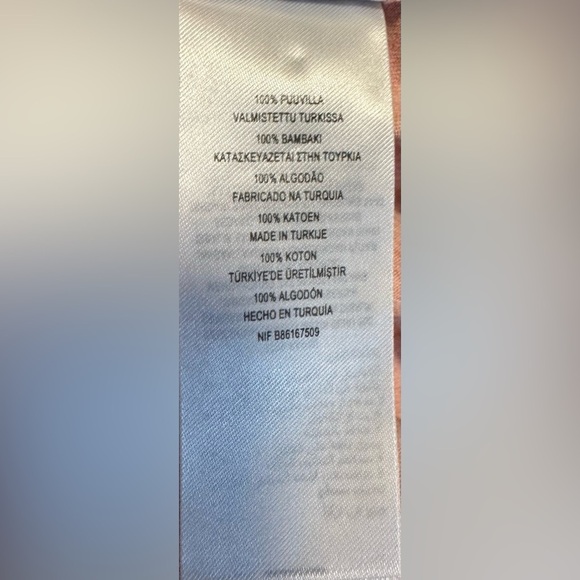 100% PUUVILLA
VALMISTETTU TURKISSA
100% ΒΑΜΒΑΚΙ
ΚΑΤΑΣΚΕΥΑΖΕΤΑΙ ΣΤΗΝ ΤΟΥΡΚΙΑ
100% ALGODÃO
FABRICADO NA TURQUIA
100% KATOEN
MADE IN TURKIJE
100% KOTON
TÜRKİYE'DE ÜRETİLMİŞTİR
100% ALGODÓN
HECHO EN TURQUÍA
NIF B86167509